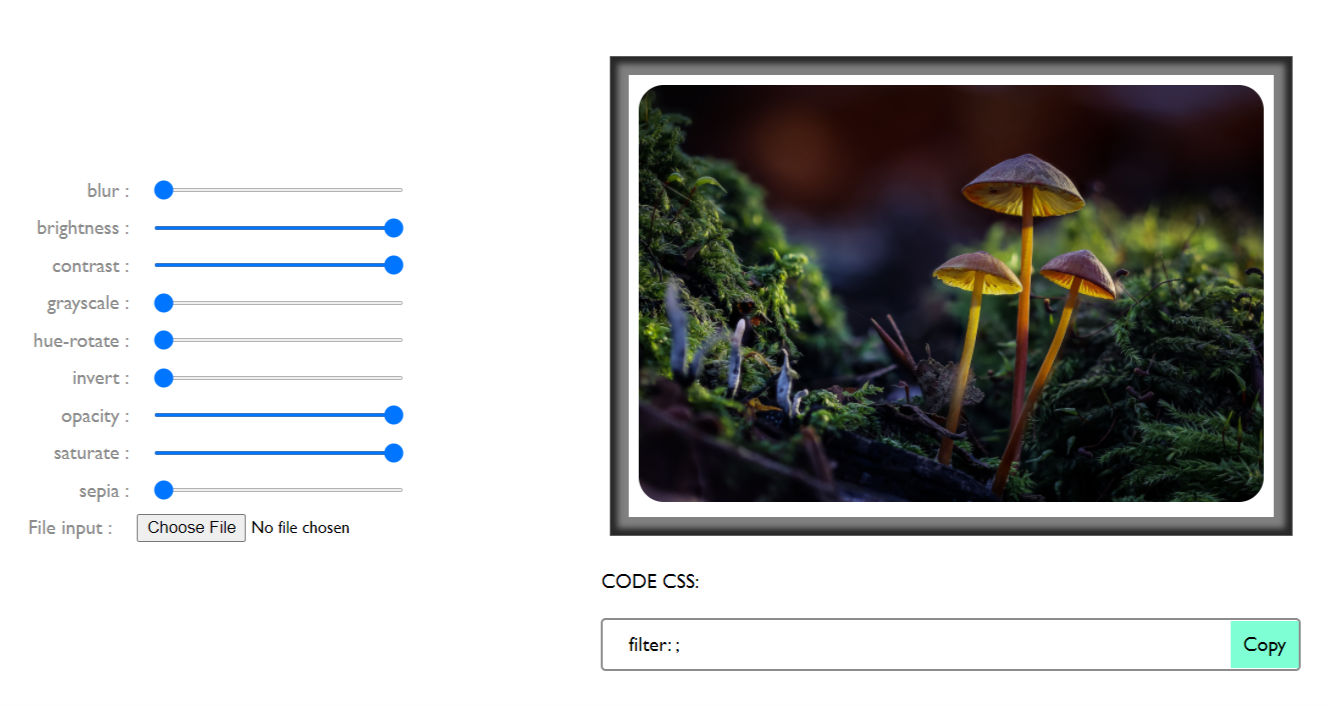 blur :
brightness :
contrast :
grayscale :
hue-rotate :
invert :
opacity :
saturate :
sepia :
File input : Choose File No file chosen
CODE CSS:
filter: ; Copy